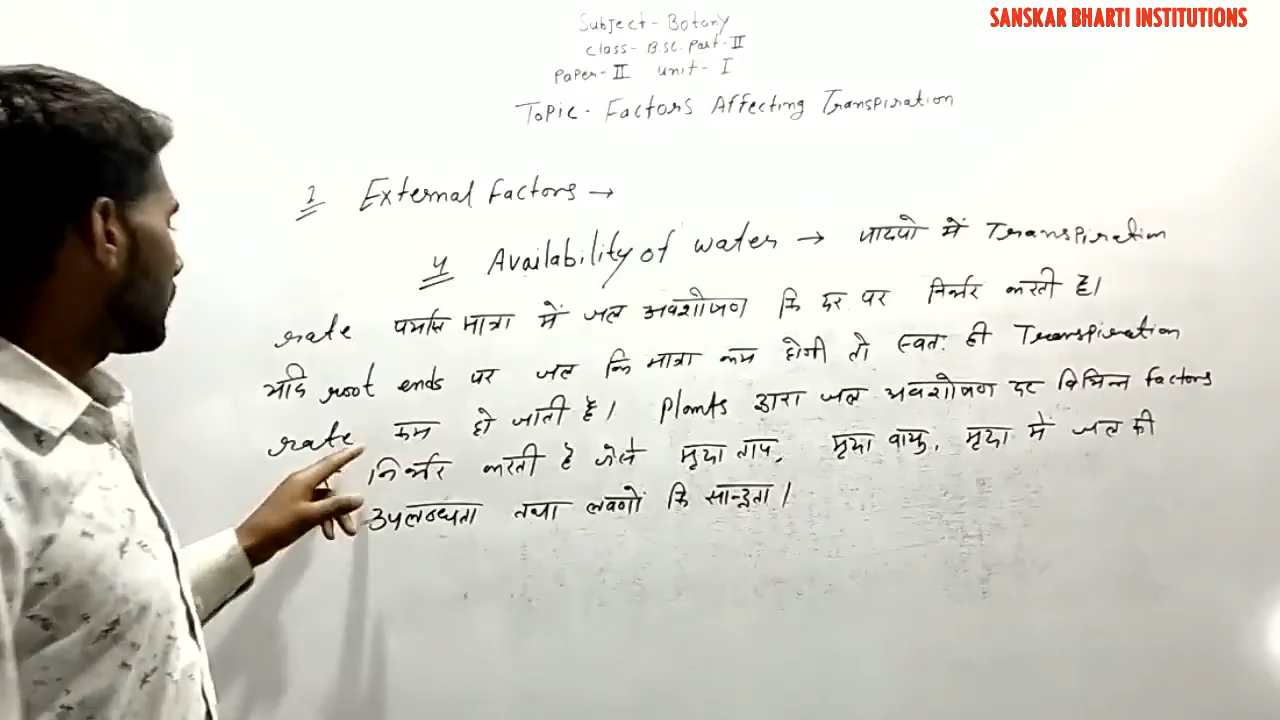 SANSKAR BHARTI INSTITUTIONS
Subject - Botany
Class - B.Sc. Part - II
Paper - II Unit - I
Topic - Factors Affecting Transpiration
2 External Factors →
4 Availability of water → पादपो में Transpiration
rate पर्याप्त मात्रा में जल अवशोषण कि दर पर निर्भर करती है।
यदि root ends पर जल कि मात्रा कम होगी तो स्वतः ही Transpiration
rate कम हो जाती है। Plants द्वारा जल अवशोषण दर विभिन्न factors
निर्भर करती है जैसे मृदा ताप, मृदा वायु, मृदा में जल की
उपलब्धता तथा लवणों कि सान्द्रता।